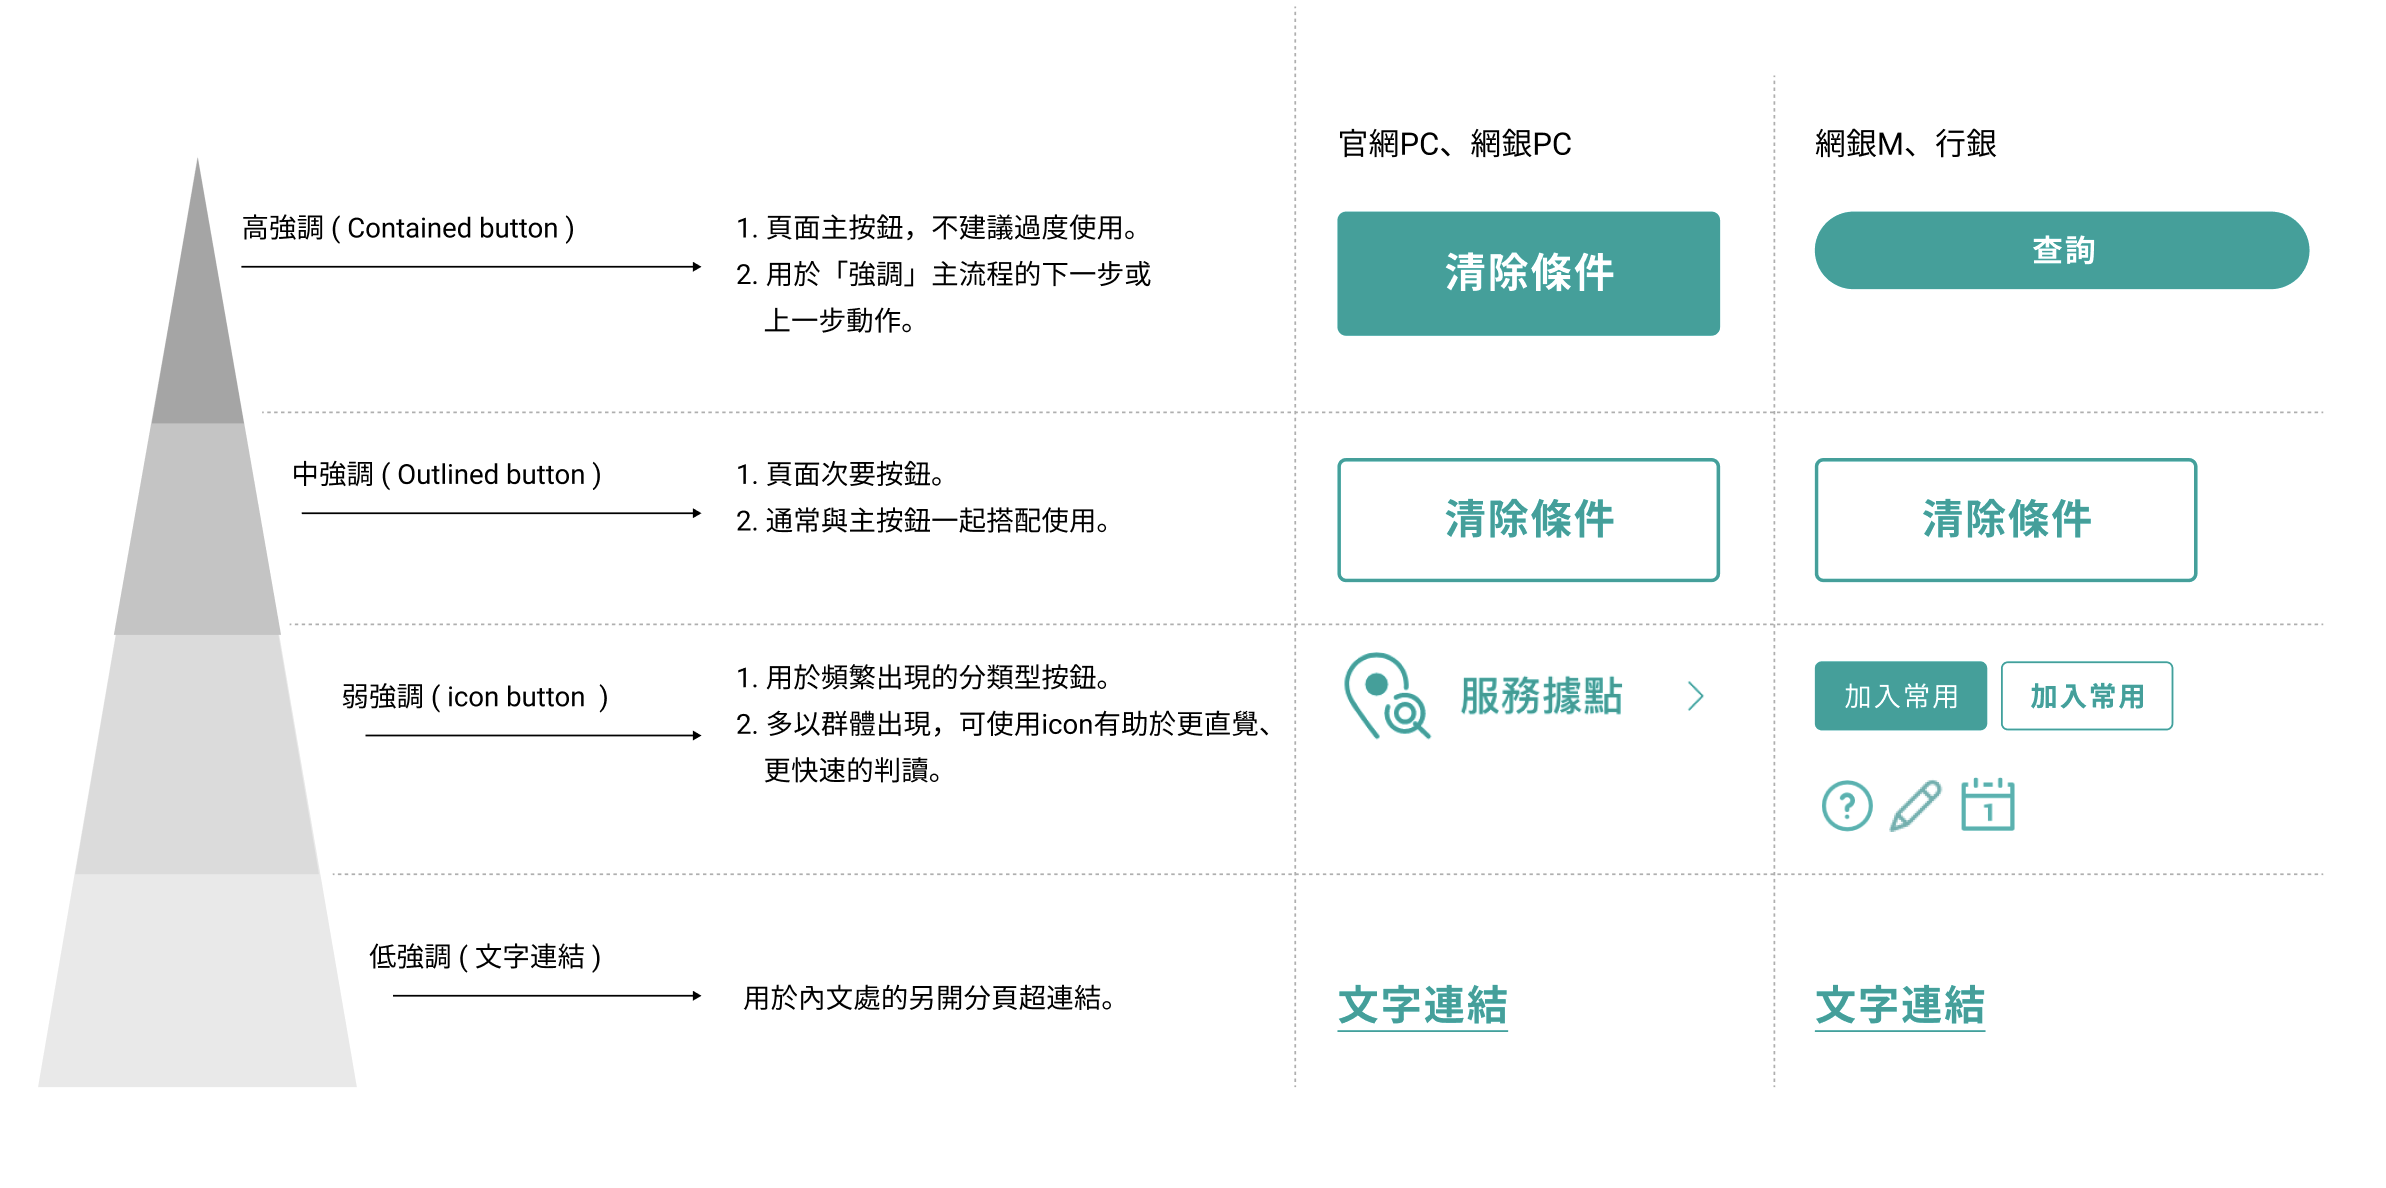 官網PC、網銀PC
網銀M、行銀
高強調 ( Contained button )
1. 頁面主按鈕，不建議過度使用。
2. 用於「強調」主流程的下一步或
上一步動作。
清除條件
查詢
中強調 ( Outlined button )
1. 頁面次要按鈕。
2. 通常與主按鈕一起搭配使用。
清除條件
清除條件
弱強調 ( icon button )
1. 用於頻繁出現的分類型按鈕。
2. 多以群體出現，可使用icon有助於更直覺、
更快速的判讀。
服務據點
加入常用
加入常用
?
1
低強調 ( 文字連結 )
用於內文處的另開分頁超連結。
文字連結
文字連結